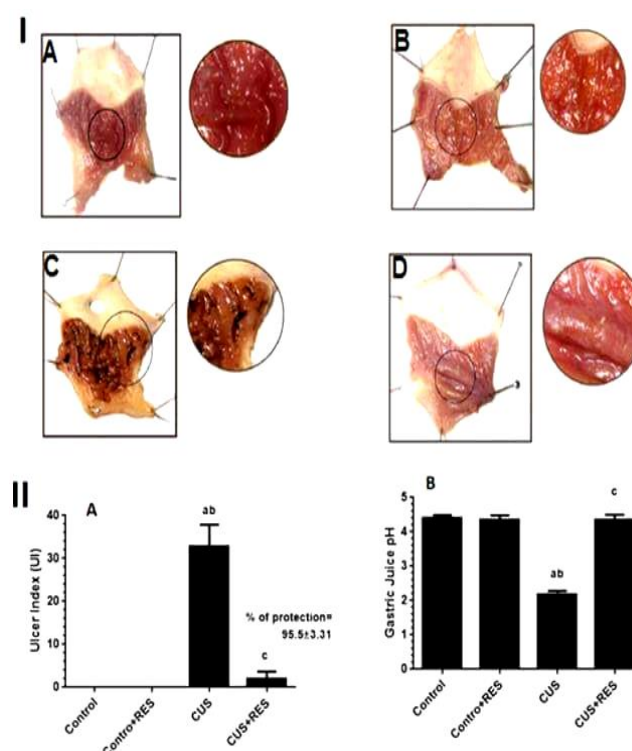 I
A
B
C
D
II
A
Ulcer Index (UI)
40
30
20
10
0
ab
% of protection=
95.5±3.31
c
Control
Contro+RES
CUS
CUS+RES
B
Gastric Juice pH
5
4
3
2
1
0
ab
c
Control
Contro+RES
CUS
CUS+RES